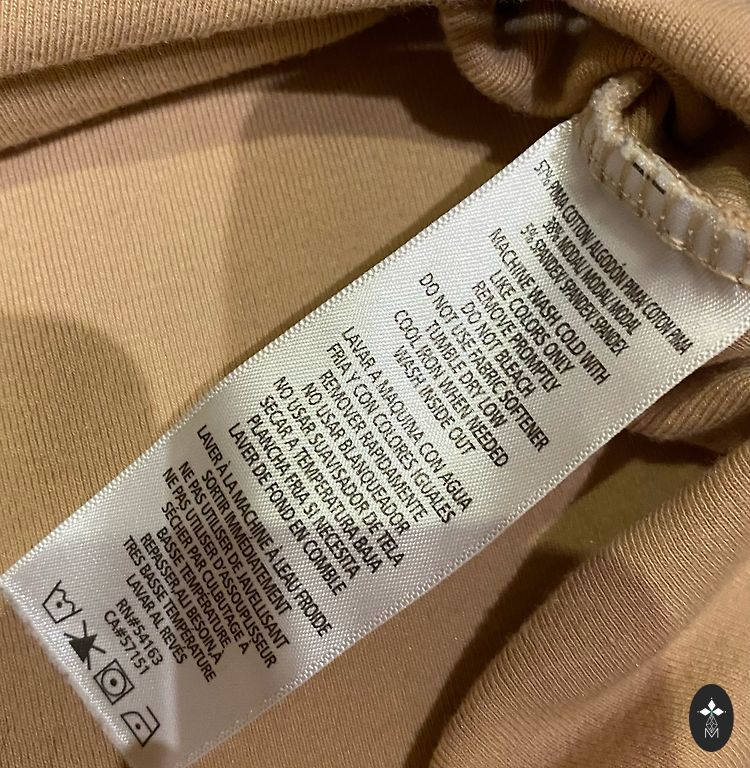 57% PIMA COTTON/ ALGODÓN PIMA/ COTON PIMA
38% MODAL/ MODAL/ MODAL
5% SPANDEX/ SPANDEX/ SPANDEX
MACHINE WASH COLD WITH
LIKE COLORS ONLY
REMOVE PROMPTLY
DO NOT BLEACH
DO NOT USE FABRIC SOFTENER
TUMBLE DRY LOW
COOL IRON WHEN NEEDED
WASH INSIDE OUT
LAVAR A MAQUINA CON AGUA
FRIA Y CON COLORES IGUALES
REMOVER RAPIDAMENTE
NO USAR BLANQUEADOR
NO USAR SUAVISADOR DE TELA
SECAR A TEMPERATURA BAJA
PLANCHA FRIA SI NECESITA
LAVER DE FOND EN COMBLE
LAVER À LA MACHINE À L'EAU FROIDE
SORTIR IMMEDIATEMENT
NE PAS UTILISER DE JAVELLISANT
NE PAS UTILISER D'ASSOUPLISSEUR
SÉCHER PAR CULBUTAGE À
BASSE TEMPÉRATURE
REPASSER, AU BESOIN, À
TRÈS BASSE TEMPÉRATURE
LAVAR AL REVÉS
RN#54163
CA#57151
M